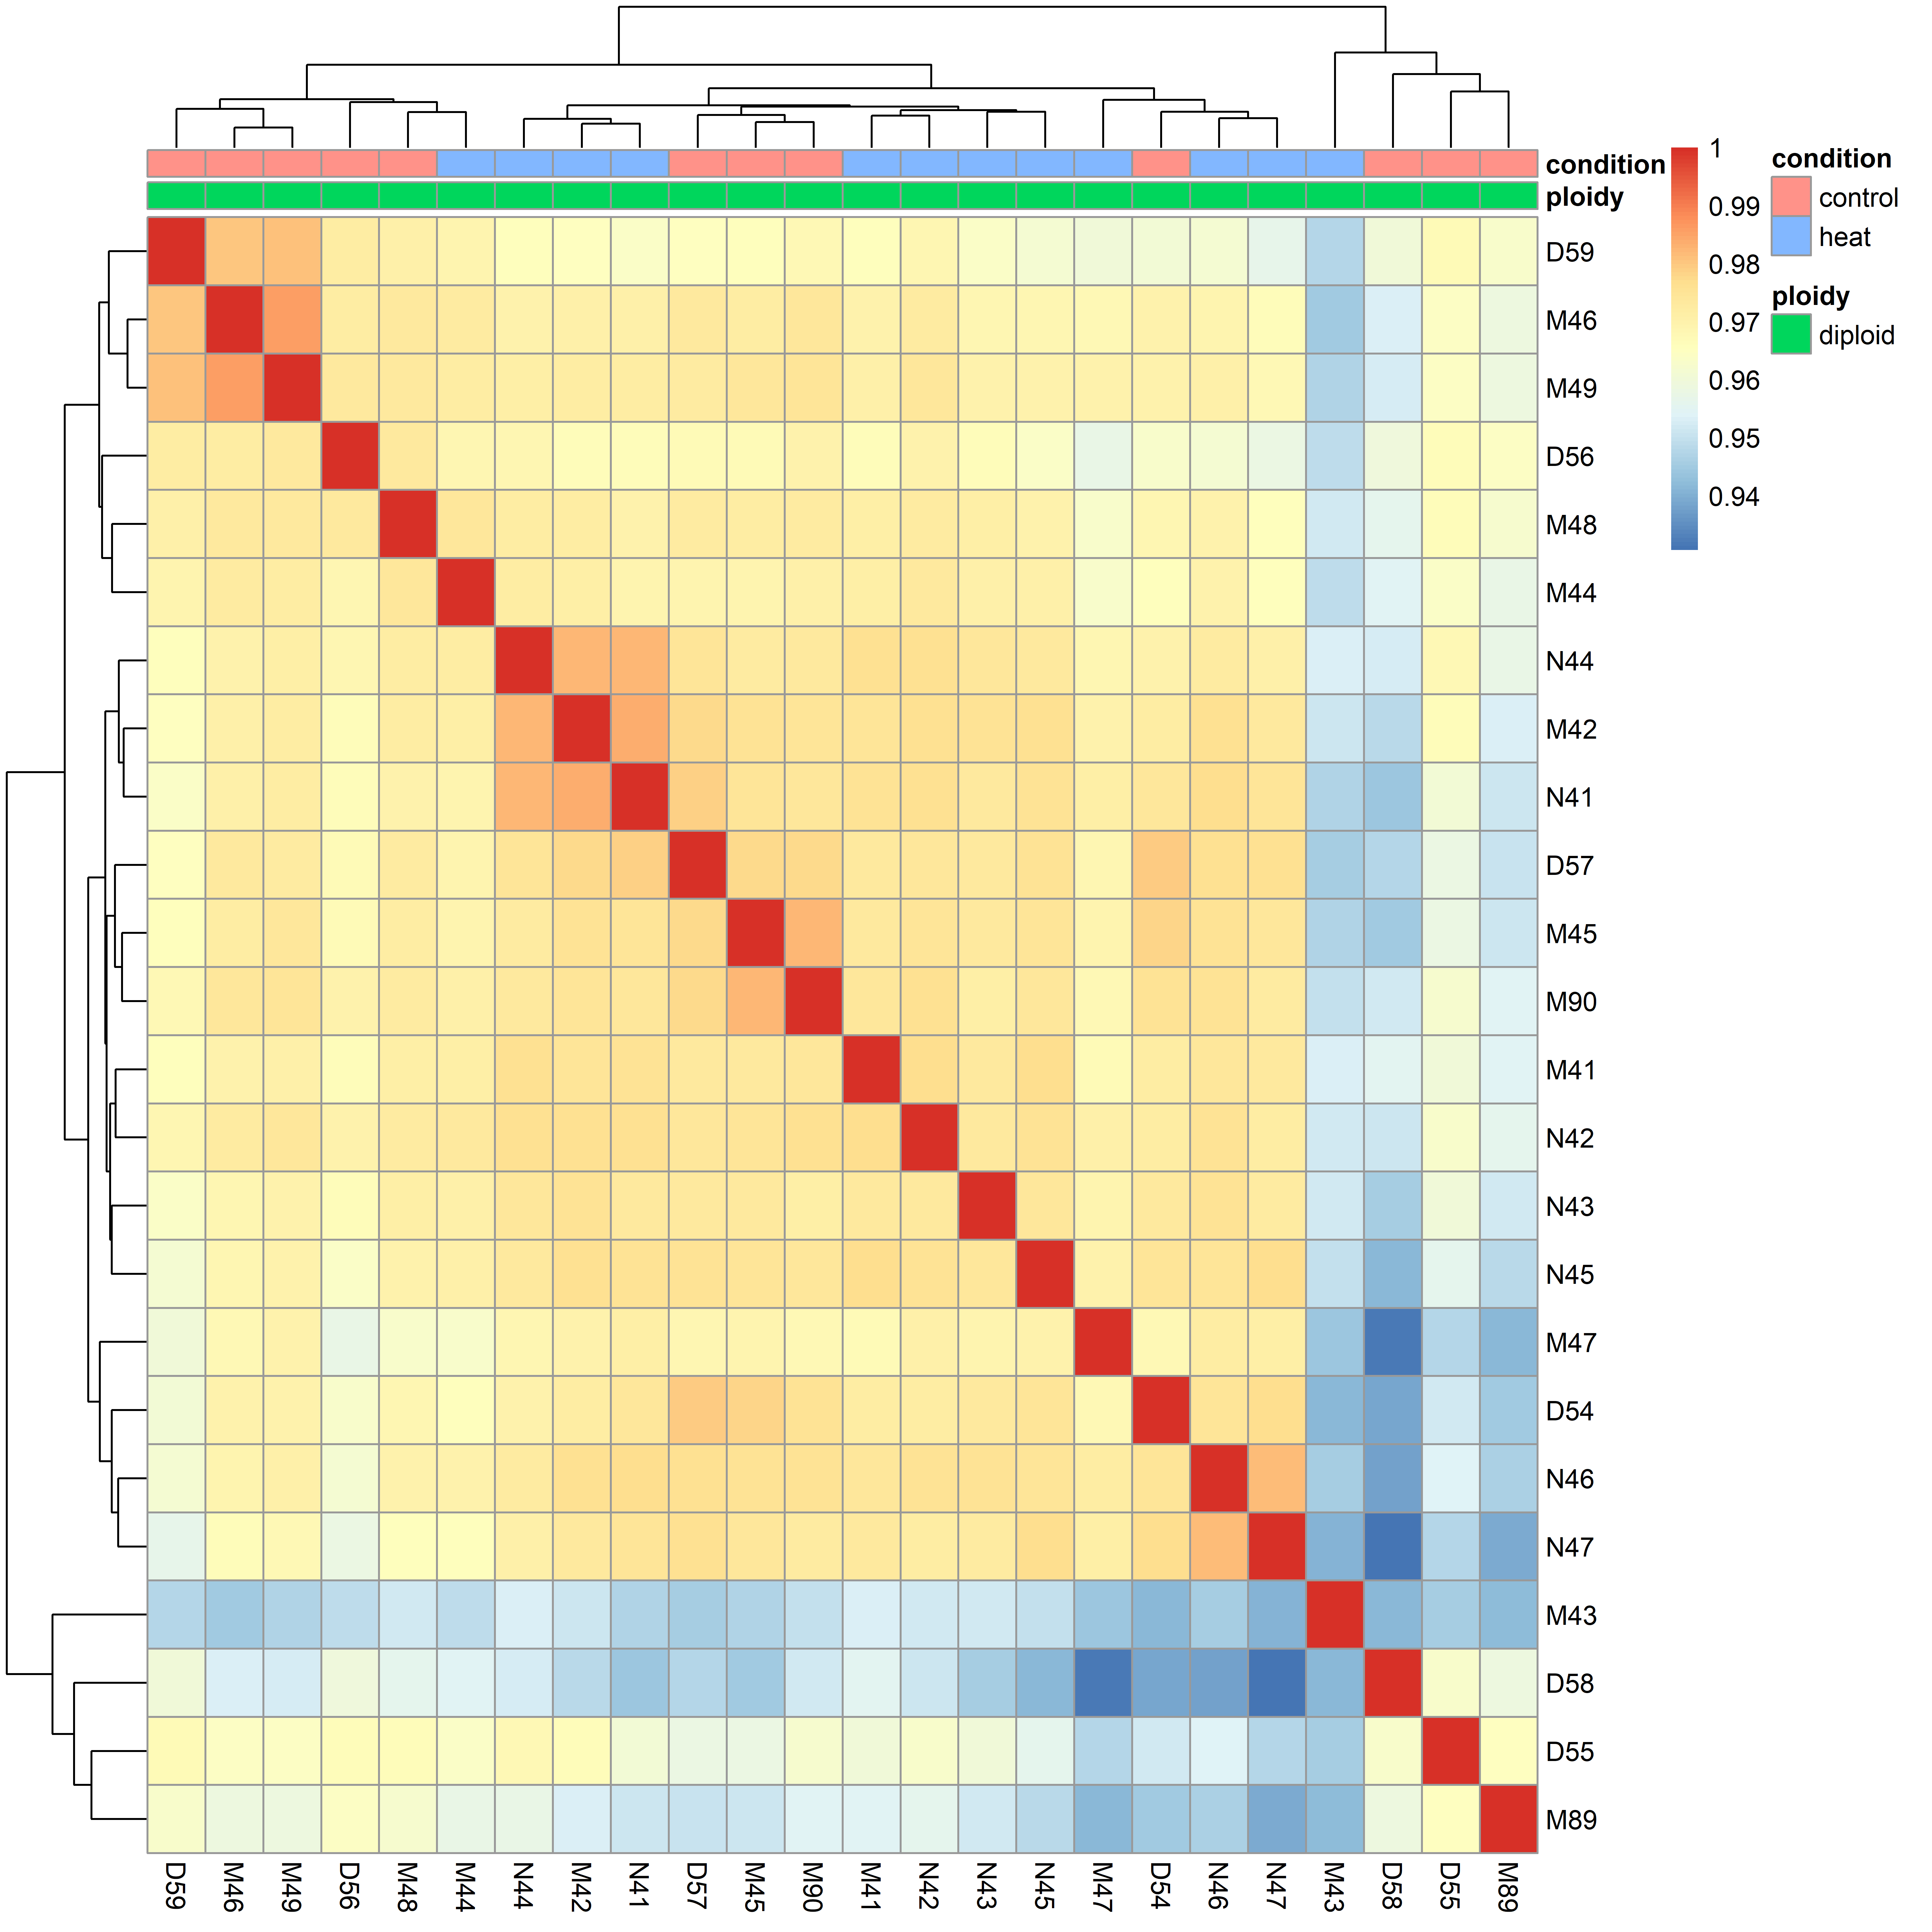 condition
ploidy
D59
M46
M49
D56
M48
M44
N44
M42
N41
D57
M45
M90
M41
N42
N43
N45
M47
D54
N46
N47
M43
D58
D55
M89
D59 M46 M49 D56 M48 M44 N44 M42 N41 D57 M45 M90 M41 N42 N43 N45 M47 D54 N46 N47 M43 D58 D55 M89
1
0.99
0.98
0.97
0.96
0.95
0.94
condition
control
heat
ploidy
diploid